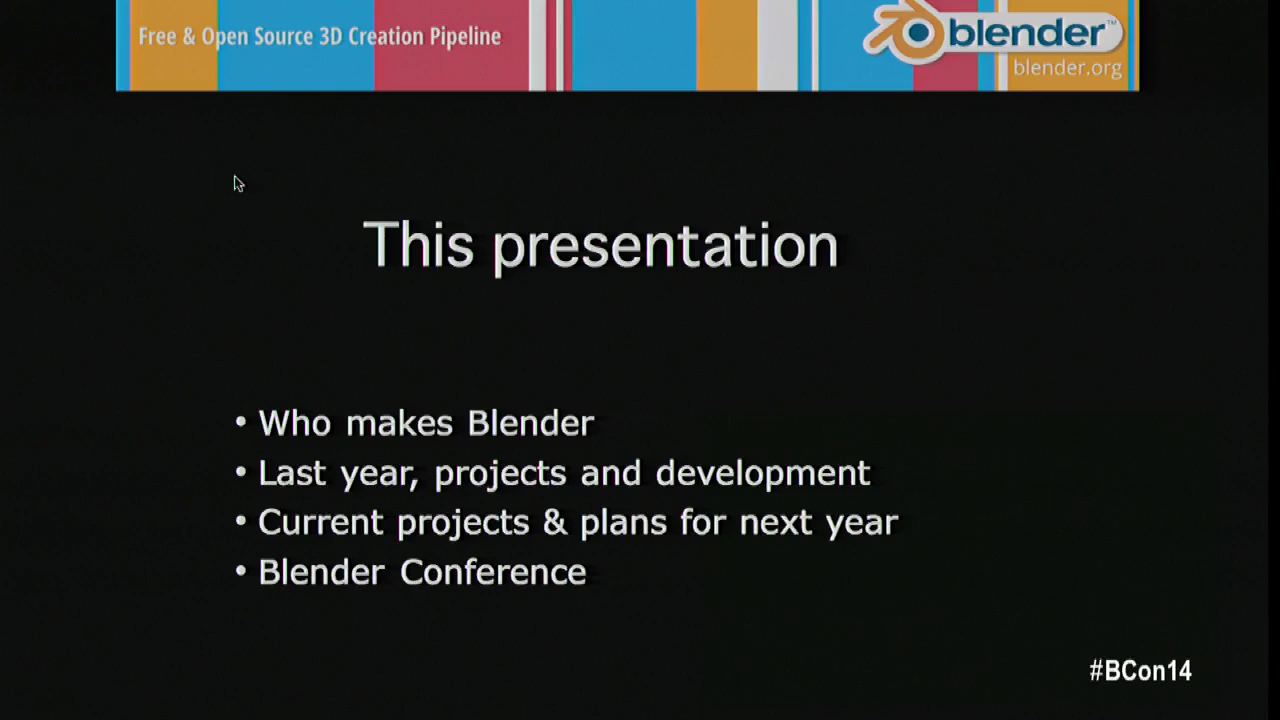 Free & Open Source 3D Creation Pipeline
blender™
blender.org
This presentation
• Who makes Blender
• Last year, projects and development
• Current projects & plans for next year
• Blender Conference
#BCon14